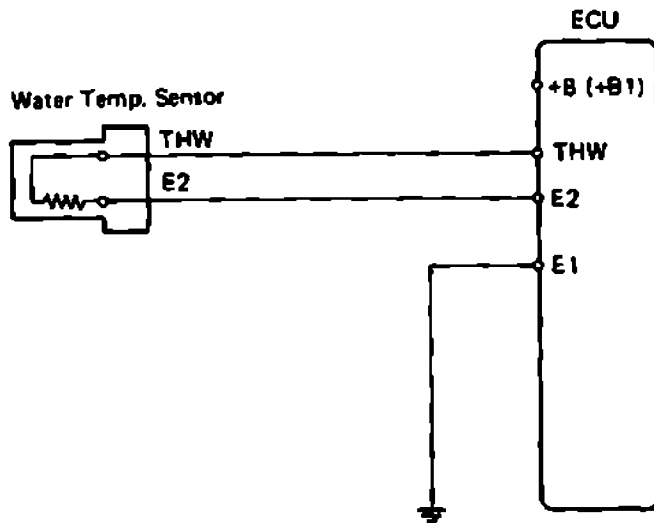 ECU
+B (+B1)
Water Temp. Sensor
THW
THW
E2
E2
E1